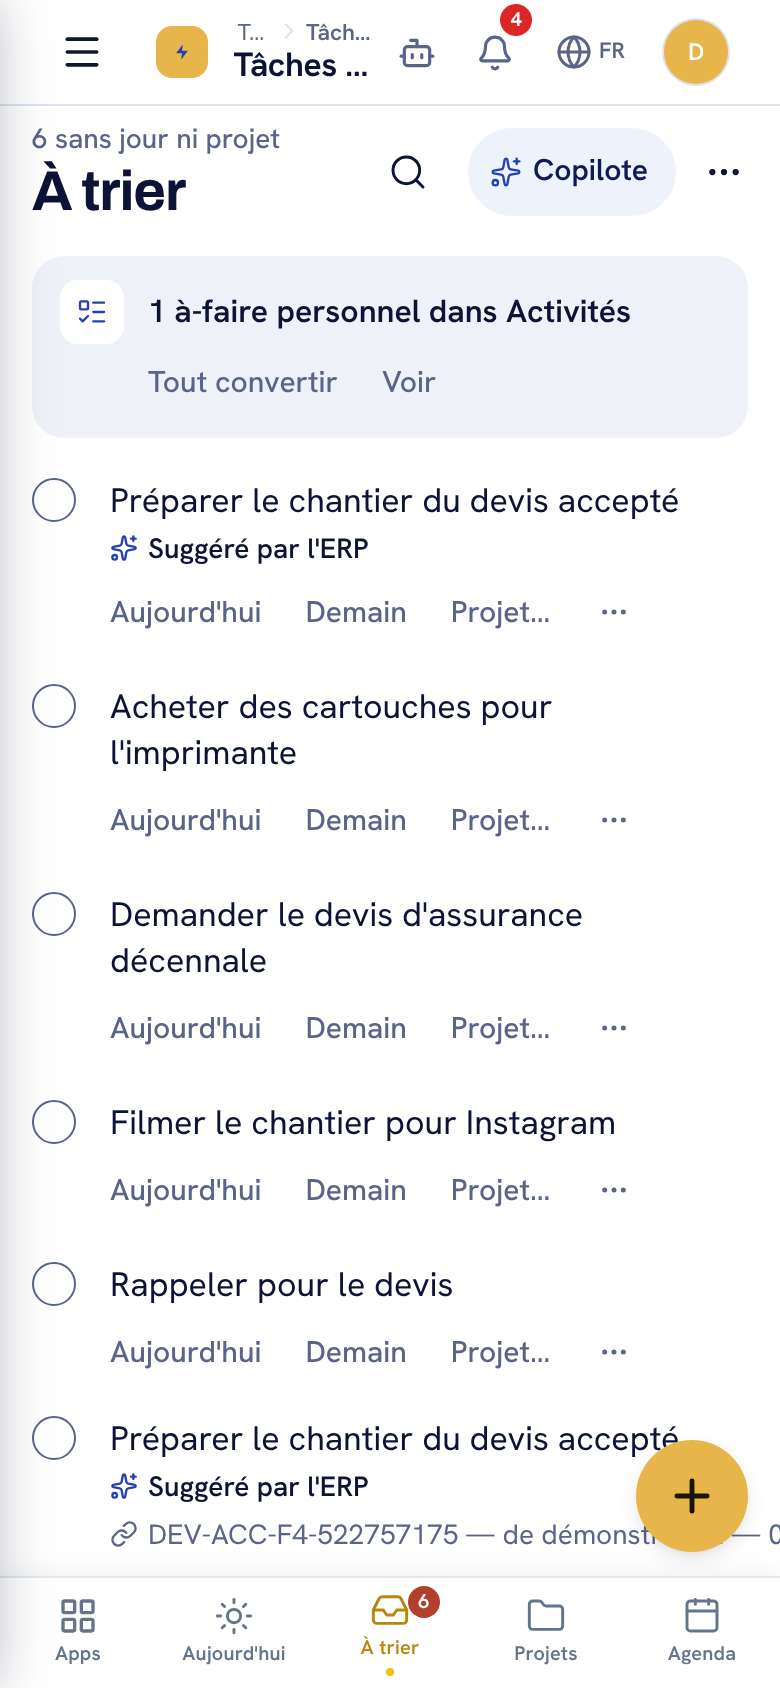 T... > Tâch...
Tâches ...
4
FR
D
6 sans jour ni projet
À trier
Copilote
1 à-faire personnel dans Activités
Tout convertir Voir
Préparer le chantier du devis accepté
Suggéré par l'ERP
Aujourd'hui Demain Projet... ...
Acheter des cartouches pour
l'imprimante
Aujourd'hui Demain Projet... ...
Demander le devis d'assurance
décennale
Aujourd'hui Demain Projet... ...
Filmer le chantier pour Instagram
Aujourd'hui Demain Projet... ...
Rappeler pour le devis
Aujourd'hui Demain Projet... ...
Préparer le chantier du devis accepté
Suggéré par l'ERP
DEV-ACC-F4-522757175 — de — 
6
Apps Aujourd'hui À trier Projets Agenda